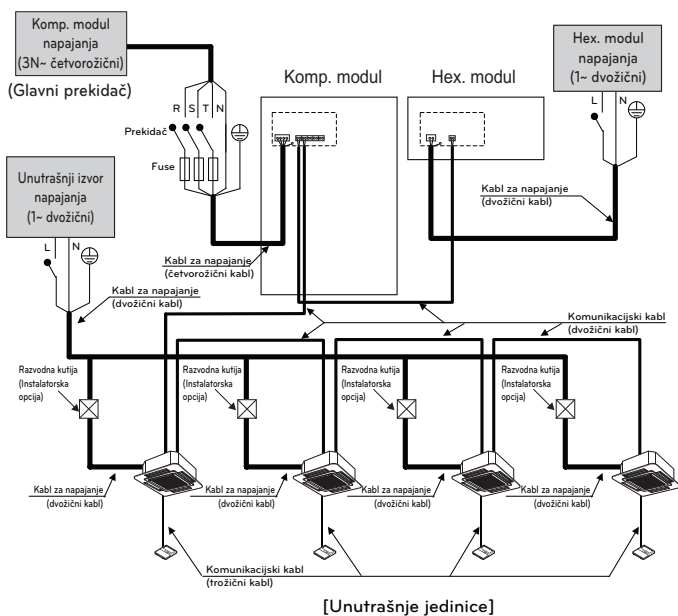 Komp. modul
napajanja
(3N~ četvorožični)
(Glavni prekidač)
R S T N
Prekidač
Fuse
Komp. modul
Hex. modul
Hex. modul
napajanja
(1~ dvožični)
L N
Kabl za napajanje
(dvožični kabl)
Unutrašnji izvor
napajanja
(1~ dvožični)
L N
Kabl za napajanje
(četvorožični kabl)
Kabl za napajanje
(dvožični kabl)
Komunikacijski kabl
(dvožični kabl)
Razvodna kutija
(Instalatorska
opcija)
Razvodna kutija
(Instalatorska
opcija)
Razvodna kutija
(Instalatorska
opcija)
Razvodna kutija
(Instalatorska
opcija)
Kabl za napajanje
(dvožični kabl)
Kabl za napajanje
(dvožični kabl)
Kabl za napajanje
(dvožični kabl)
Kabl za napajanje
(dvožični kabl)
Komunikacijski kabl
(trožični kabl)
[Unutrašnje jedinice]